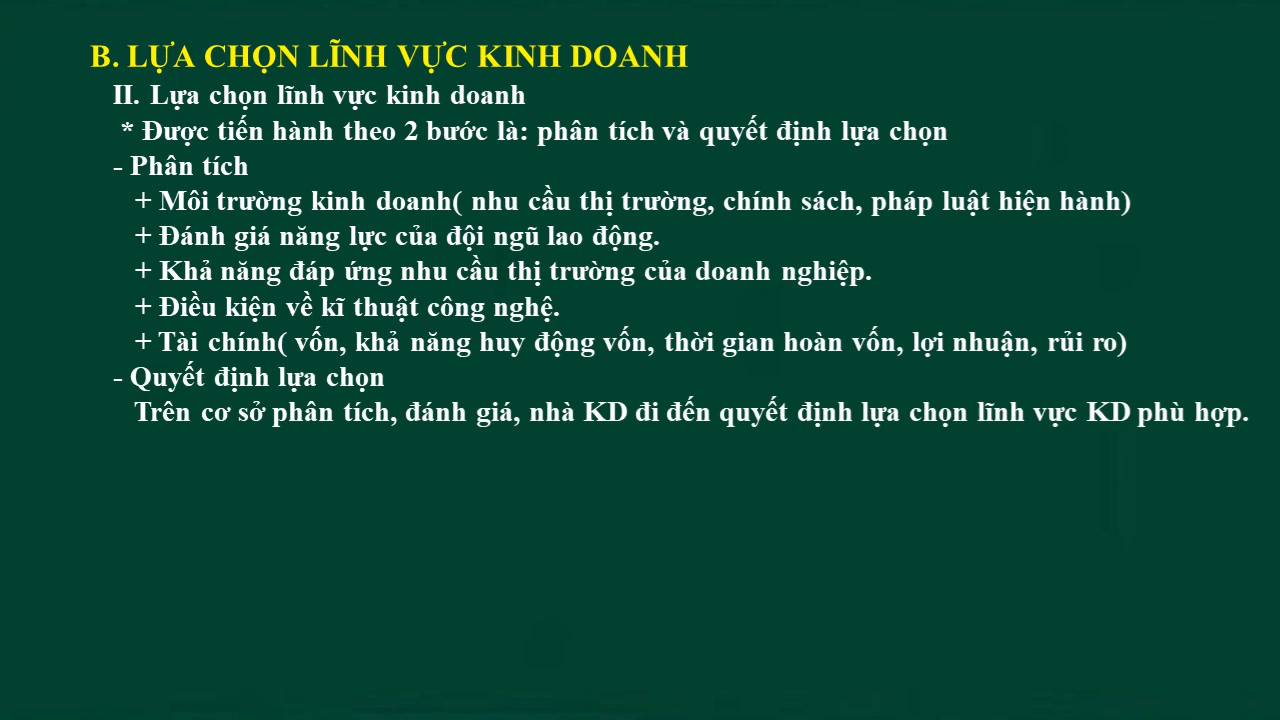 B. LỰA CHỌN LĨNH VỰC KINH DOANH
II. Lựa chọn lĩnh vực kinh doanh
* Được tiến hành theo 2 bước là: phân tích và quyết định lựa chọn
- Phân tích
+ Môi trường kinh doanh( nhu cầu thị trường, chính sách, pháp luật hiện hành)
+ Đánh giá năng lực của đội ngũ lao động.
+ Khả năng đáp ứng nhu cầu thị trường của doanh nghiệp.
+ Điều kiện về kĩ thuật công nghệ.
+ Tài chính( vốn, khả năng huy động vốn, thời gian hoàn vốn, lợi nhuận, rủi ro)
- Quyết định lựa chọn
Trên cơ sở phân tích, đánh giá, nhà KD đi đến quyết định lựa chọn lĩnh vực KD phù hợp.